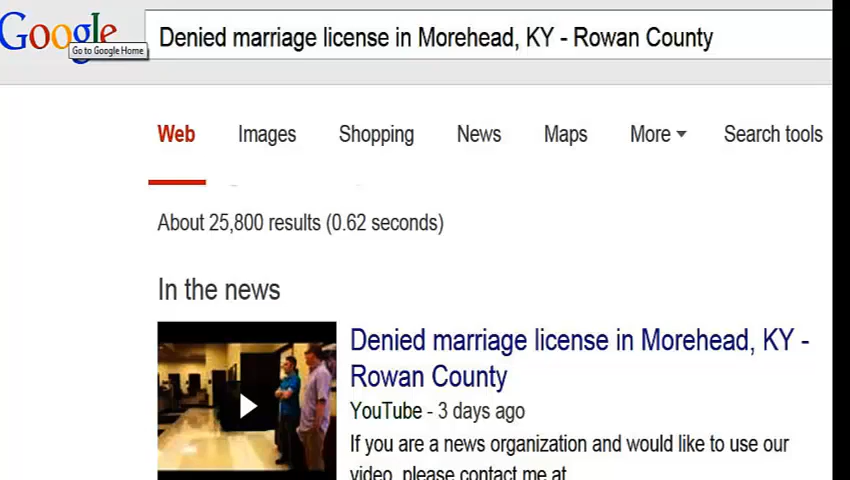 Google
Denied marriage license in Morehead, KY - Rowan County
Go to Google Home
Web Images Shopping News Maps More Search tools
About 25,800 results (0.62 seconds)
In the news
Denied marriage license in Morehead, KY -
Rowan County
YouTube - 3 days ago
If you are a news organization and would like to use our
video, please contact me at